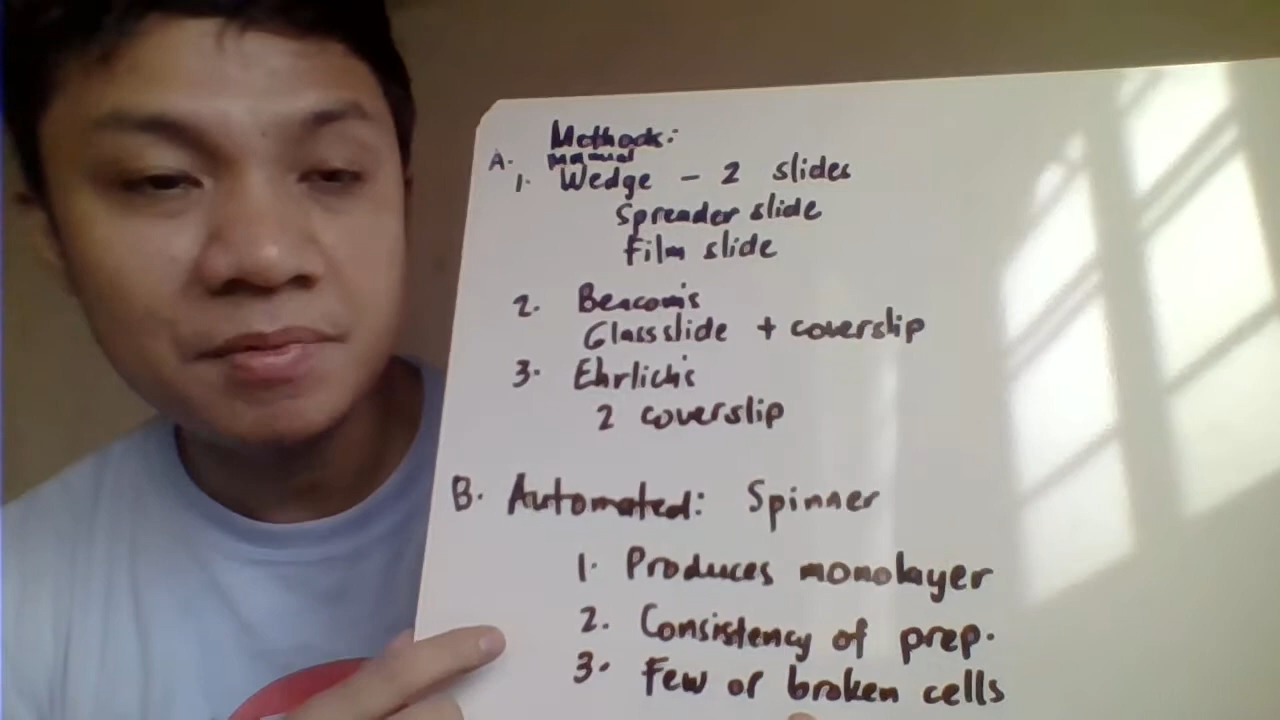 Methods:
A. Manual
1. Wedge - 2 slides
Spreader slide
Film slide
2. Beacom's
Glass slide + coverslip
3. Ehrlich's
2 coverslip
B. Automated: Spinner
1. Produces monolayer
2. Consistency of prep.
3. Few or broken cells